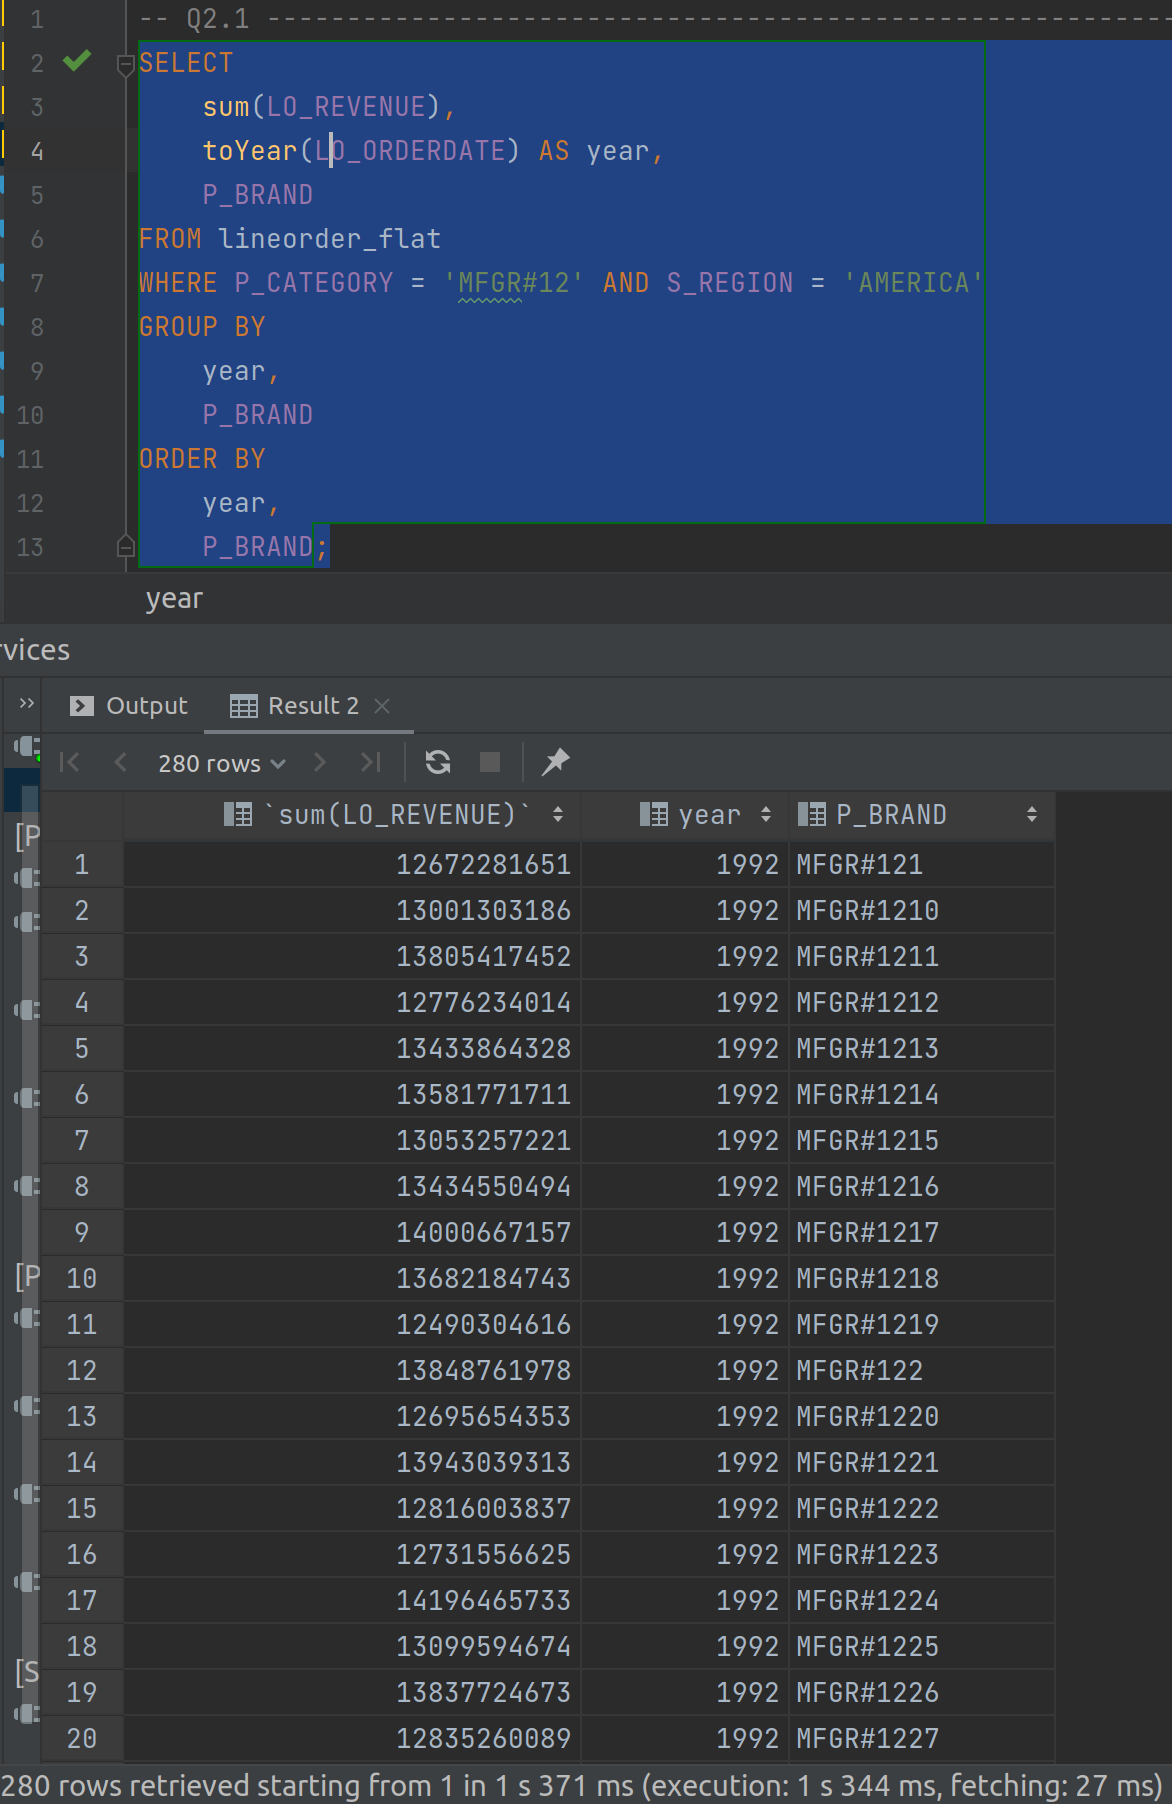 1 -- Q2.1 ----------------------------------------------------------
2 SELECT
3 sum(LO_REVENUE),
4 toYear(LO_ORDERDATE) AS year,
5 P_BRAND
6 FROM lineorder_flat
7 WHERE P_CATEGORY = 'MFGR#12' AND S_REGION = 'AMERICA'
8 GROUP BY
9 year,
10 P_BRAND
11 ORDER BY
12 year,
13 P_BRAND;
year
rvices
Output Result 2
280 rows
`sum(LO_REVENUE)` year P_BRAND
1 12672281651 1992 MFGR#121
2 13001303186 1992 MFGR#1210
3 13805417452 1992 MFGR#1211
4 12776234014 1992 MFGR#1212
5 13433864328 1992 MFGR#1213
6 13581771711 1992 MFGR#1214
7 13053257221 1992 MFGR#1215
8 13434550494 1992 MFGR#1216
9 14000667157 1992 MFGR#1217
10 13682184743 1992 MFGR#1218
11 12490304616 1992 MFGR#1219
12 13848761978 1992 MFGR#122
13 12695654353 1992 MFGR#1220
14 13943039313 1992 MFGR#1221
15 12816003837 1992 MFGR#1222
16 12731556625 1992 MFGR#1223
17 14196465733 1992 MFGR#1224
18 13099594674 1992 MFGR#1225
19 13837724673 1992 MFGR#1226
20 12835260089 1992 MFGR#1227
[P
[P
[S
280 rows retrieved starting from 1 in 1 s 371 ms (execution: 1 s 344 ms, fetching: 27 ms)